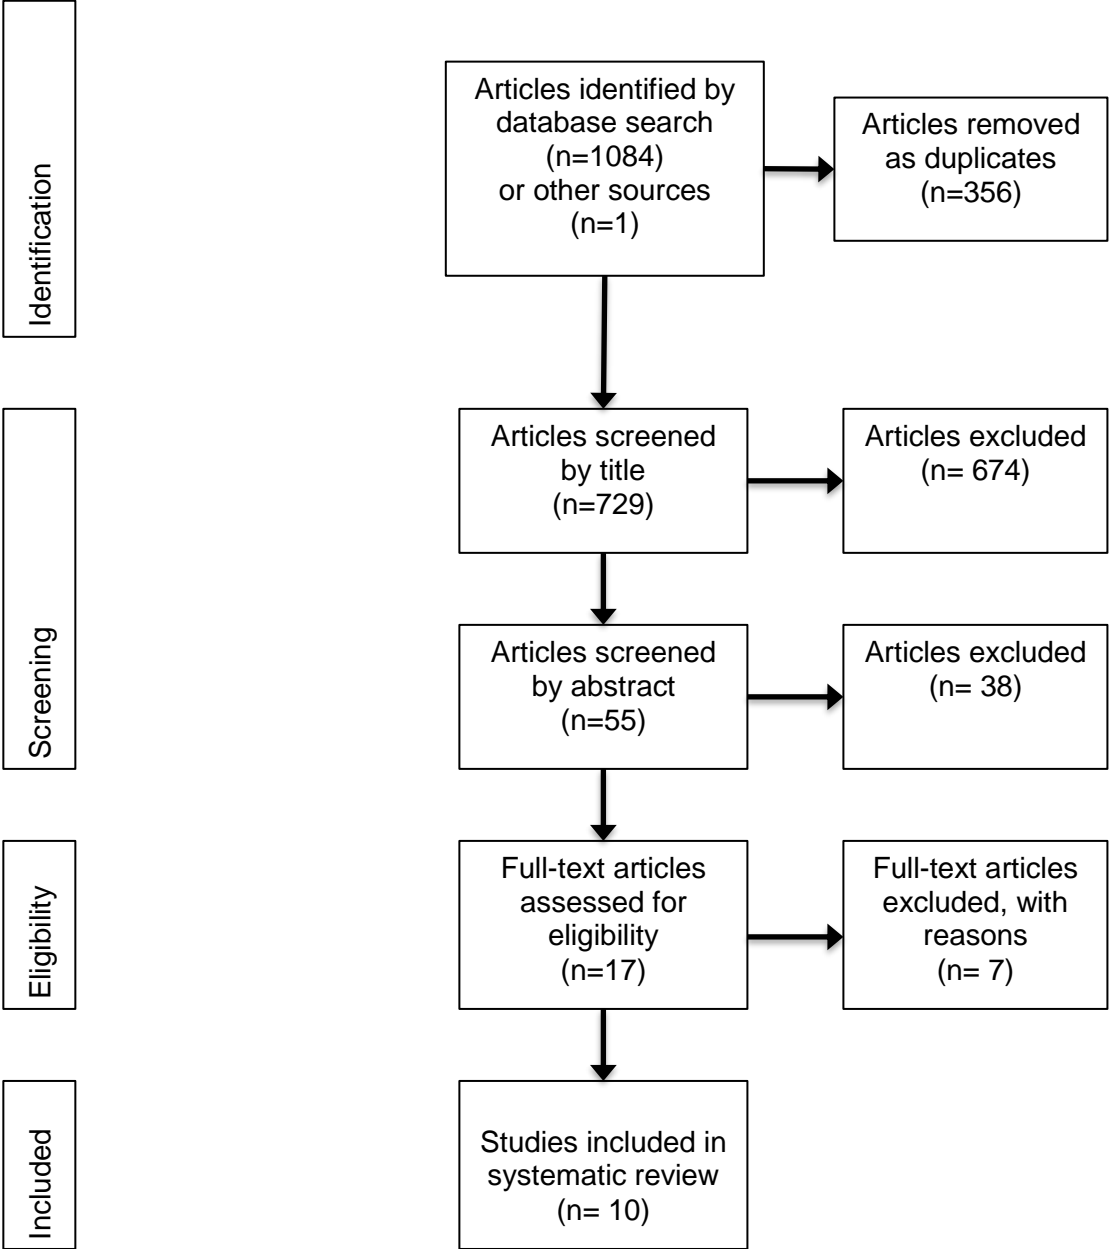 Identification
Articles identified by
database search
(n=1084)
or other sources
(n=1)
Articles removed
as duplicates
(n=356)
Screening
Articles screened
by title
(n=729)
Articles excluded
(n= 674)
Articles screened
by abstract
(n=55)
Articles excluded
(n= 38)
Eligibility
Full-text articles
assessed for
eligibility
(n=17)
Full-text articles
excluded, with
reasons
(n= 7)
Included
Studies included in
systematic review
(n= 10)